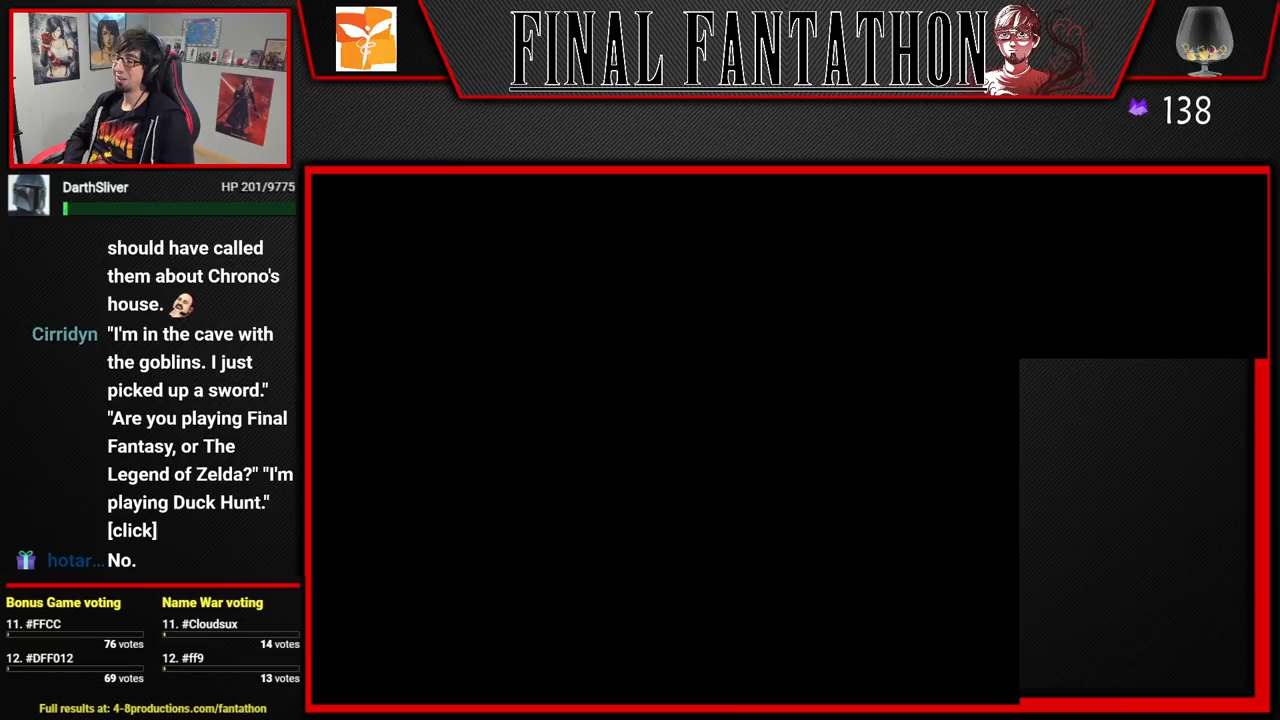 FINAL FANTATHON
138
DarthSliver
HP 201/9775
should have called
them about Chrono's
house.
Cirridyn "I'm in the cave with
the goblins. I just
picked up a sword."
"Are you playing Final
Fantasy, or The
Legend of Zelda?" "I'm
playing Duck Hunt."
[click]
hotar... No.
Bonus Game voting
11. #FFCC
76 votes
12. #DFF012
69 votes
Name War voting
11. #Cloudsux
14 votes
12. #ff9
13 votes
Full results at: 4-8productions.com/fantathon